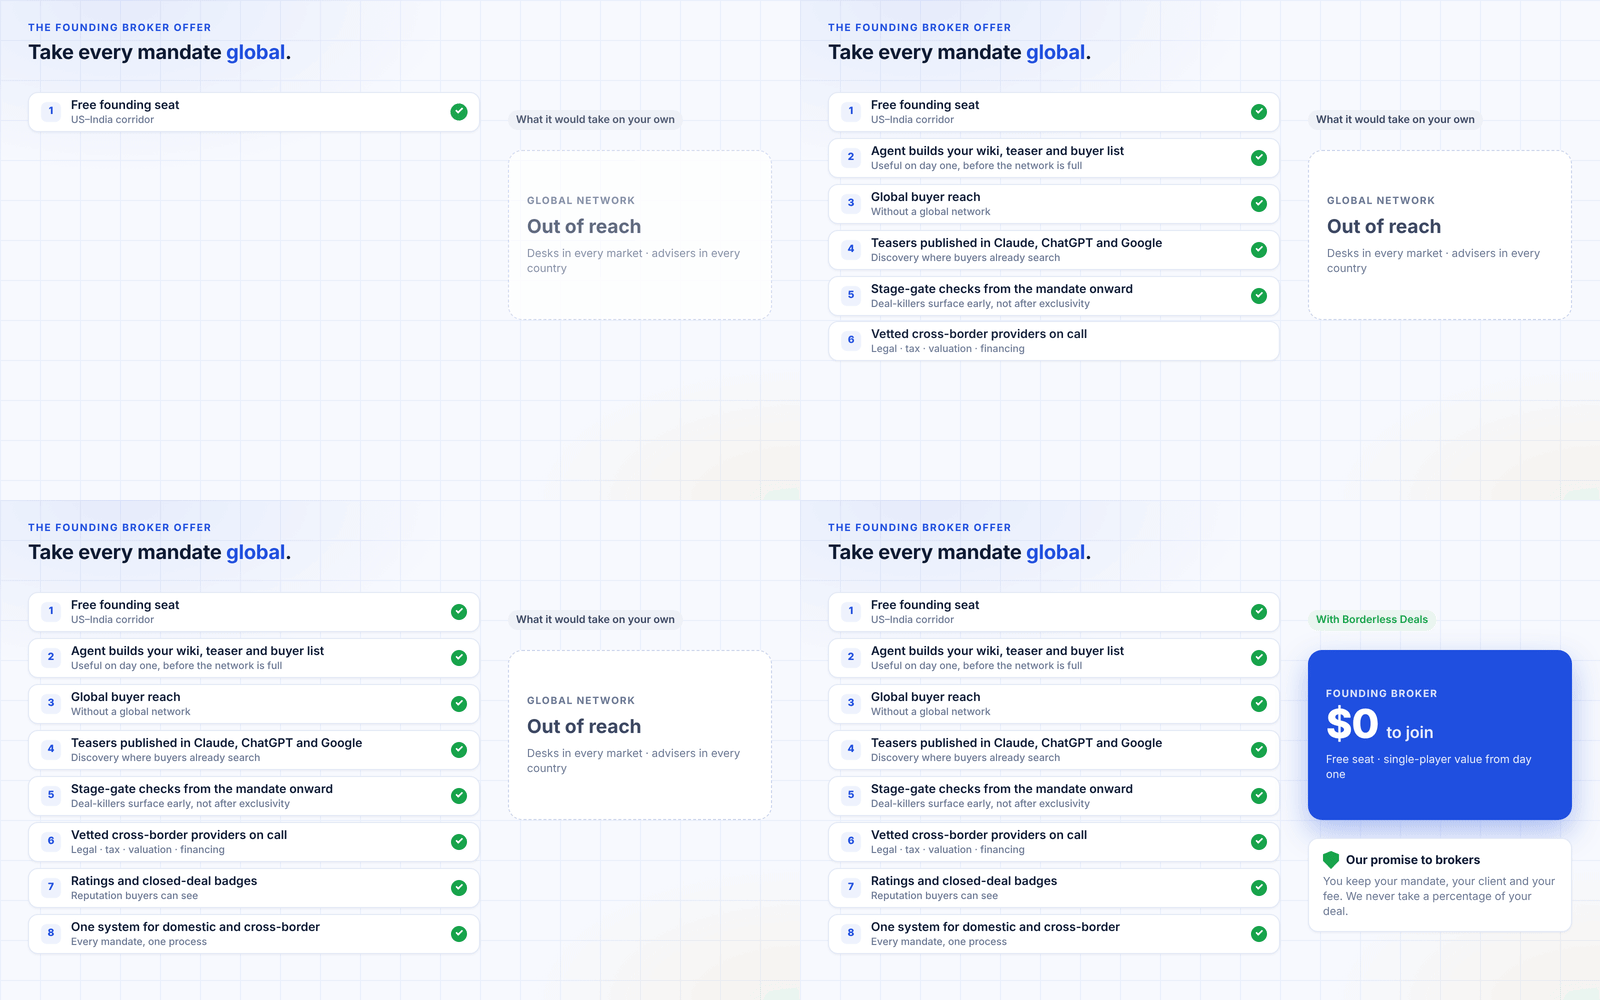 THE FOUNDING BROKER OFFER
Take every mandate global.
1
Free founding seat
US–India corridor
What it would take on your own
GLOBAL NETWORK
Out of reach
Desks in every market · advisers in every
country
THE FOUNDING BROKER OFFER
Take every mandate global.
1
Free founding seat
US–India corridor
2
Agent builds your wiki, teaser and buyer list
Useful on day one, before the network is full
3
Global buyer reach
Without a global network
4
Teasers published in Claude, ChatGPT and Google
Discovery where buyers already search
5
Stage-gate checks from the mandate onward
Deal-killers surface early, not after exclusivity
6
Vetted cross-border providers on call
Legal · tax · valuation · financing
What it would take on your own
GLOBAL NETWORK
Out of reach
Desks in every market · advisers in every
country
THE FOUNDING BROKER OFFER
Take every mandate global.
1
Free founding seat
US–India corridor
2
Agent builds your wiki, teaser and buyer list
Useful on day one, before the network is full
3
Global buyer reach
Without a global network
4
Teasers published in Claude, ChatGPT and Google
Discovery where buyers already search
5
Stage-gate checks from the mandate onward
Deal-killers surface early, not after exclusivity
6
Vetted cross-border providers on call
Legal · tax · valuation · financing
7
Ratings and closed-deal badges
Reputation buyers can see
8
One system for domestic and cross-border
Every mandate, one process
What it would take on your own
GLOBAL NETWORK
Out of reach
Desks in every market · advisers in every
country
THE FOUNDING BROKER OFFER
Take every mandate global.
1
Free founding seat
US–India corridor
2
Agent builds your wiki, teaser and buyer list
Useful on day one, before the network is full
3
Global buyer reach
Without a global network
4
Teasers published in Claude, ChatGPT and Google
Discovery where buyers already search
5
Stage-gate checks from the mandate onward
Deal-killers surface early, not after exclusivity
6
Vetted cross-border providers on call
Legal · tax · valuation · financing
7
Ratings and closed-deal badges
Reputation buyers can see
8
One system for domestic and cross-border
Every mandate, one process
With Borderless Deals
FOUNDING BROKER
$0 to join
Free seat · single-player value from day
one
Our promise to brokers
You keep your mandate, your client and your
fee. We never take a percentage of your
deal.